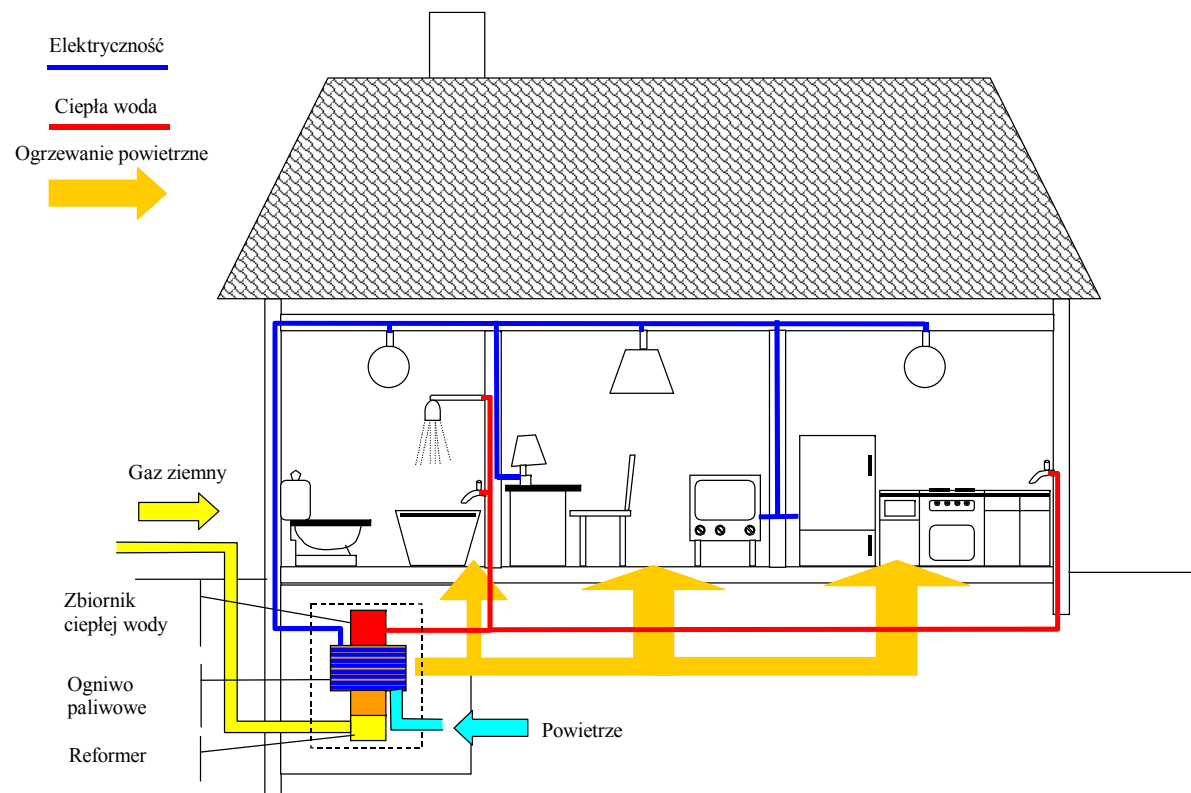 Elektryczność
Ciepła woda
Ogrzewanie powietrzne
Gaz ziemny
Zbiornik
ciepłej wody
Ogniwo
paliwowe
Reformer
Powietrze